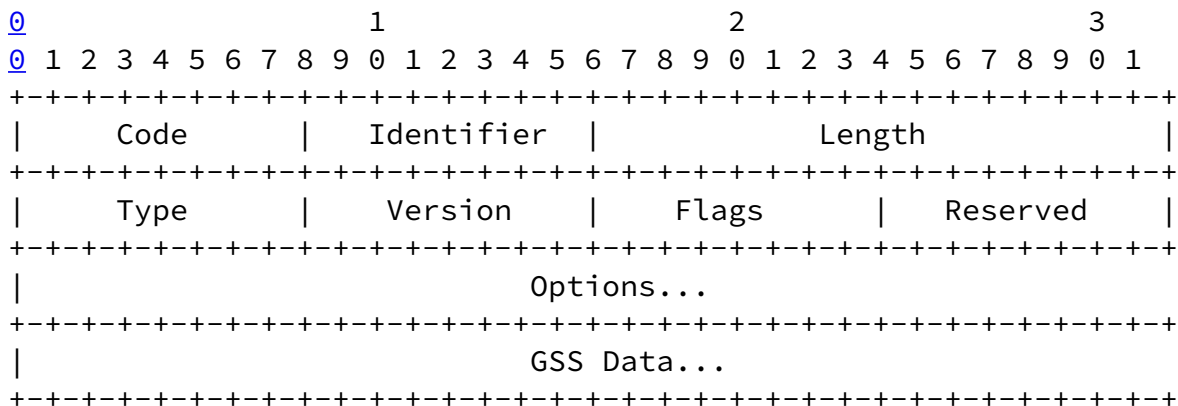 0                   1                   2                   3
0 1 2 3 4 5 6 7 8 9 0 1 2 3 4 5 6 7 8 9 0 1 2 3 4 5 6 7 8 9 0 1
+-+-+-+-+-+-+-+-+-+-+-+-+-+-+-+-+-+-+-+-+-+-+-+-+-+-+-+-+-+-+-+-+
|     Code      |   Identifier  |            Length             |
+-+-+-+-+-+-+-+-+-+-+-+-+-+-+-+-+-+-+-+-+-+-+-+-+-+-+-+-+-+-+-+-+
|     Type      |    Version    |    Flags      |   Reserved    |
+-+-+-+-+-+-+-+-+-+-+-+-+-+-+-+-+-+-+-+-+-+-+-+-+-+-+-+-+-+-+-+-+
|                            Options...
+-+-+-+-+-+-+-+-+-+-+-+-+-+-+-+-+-+-+-+-+-+-+-+-+-+-+-+-+-+-+-+-+
|                            GSS Data...
+-+-+-+-+-+-+-+-+-+-+-+-+-+-+-+-+-+-+-+-+-+-+-+-+-+-+-+-+-+-+-+-+